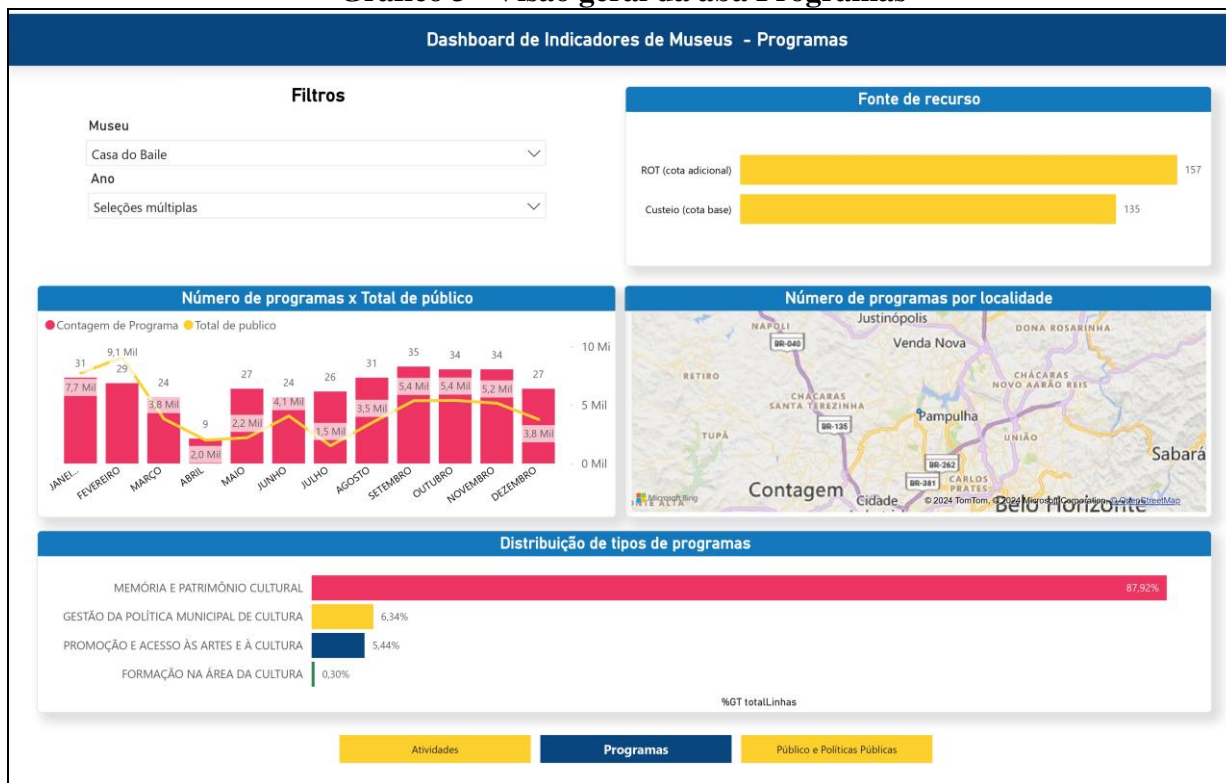 Gráfico 3 – Visão geral da aba Programas
Dashboard de Indicadores de Museus - Programas
Filtros
Museu
Casa do Baile
Ano
Seleções múltiplas
Fonte de recurso
ROT (cota adicional)
157
Custeio (cota base)
135
Número de programas x Total de público
Contagem de Programa Total de publico
31 29 24 9 27 24 26 31 35 34 34 27
7,7 Mil 9,1 Mil 3,8 Mil 2,0 Mil 2,2 Mil 4,1 Mil 1,5 Mil 3,5 Mil 5,4 Mil 5,4 Mil 5,2 Mil 3,8 Mil
10 Mi
5 Mil
0 Mil
JANEI... FEVEREIRO MARÇO ABRIL MAIO JUNHO JULHO AGOSTO SETEMBRO OUTUBRO NOVEMBRO DEZEMBRO
Número de programas por localidade
Justinópolis
NAPOLI
DONA ROSARINHA
BR-040
Venda Nova
RETIRO
CHÁCARAS
NOVO AARÃO REIS
CHÁCARAS
SANTA TEREZINHA
Pampulha
BR-135
TUPÃ
UNIÃO
Sabará
BR-262
BR-381
CARLOS
PRATES
Contagem
Cidade
Microsoft Bing
© 2024 TomTom, © 2024 Microsoft Corporation, © OpenStreetMap
Belo Horizonte
Distribuição de tipos de programas
MEMÓRIA E PATRIMÔNIO CULTURAL
87,92%
GESTÃO DA POLÍTICA MUNICIPAL DE CULTURA
6,34%
PROMOÇÃO E ACESSO ÀS ARTES E À CULTURA
5,44%
FORMAÇÃO NA ÁREA DA CULTURA
0,30%
%GT totalLinhas
Atividades
Programas
Público e Políticas Públicas